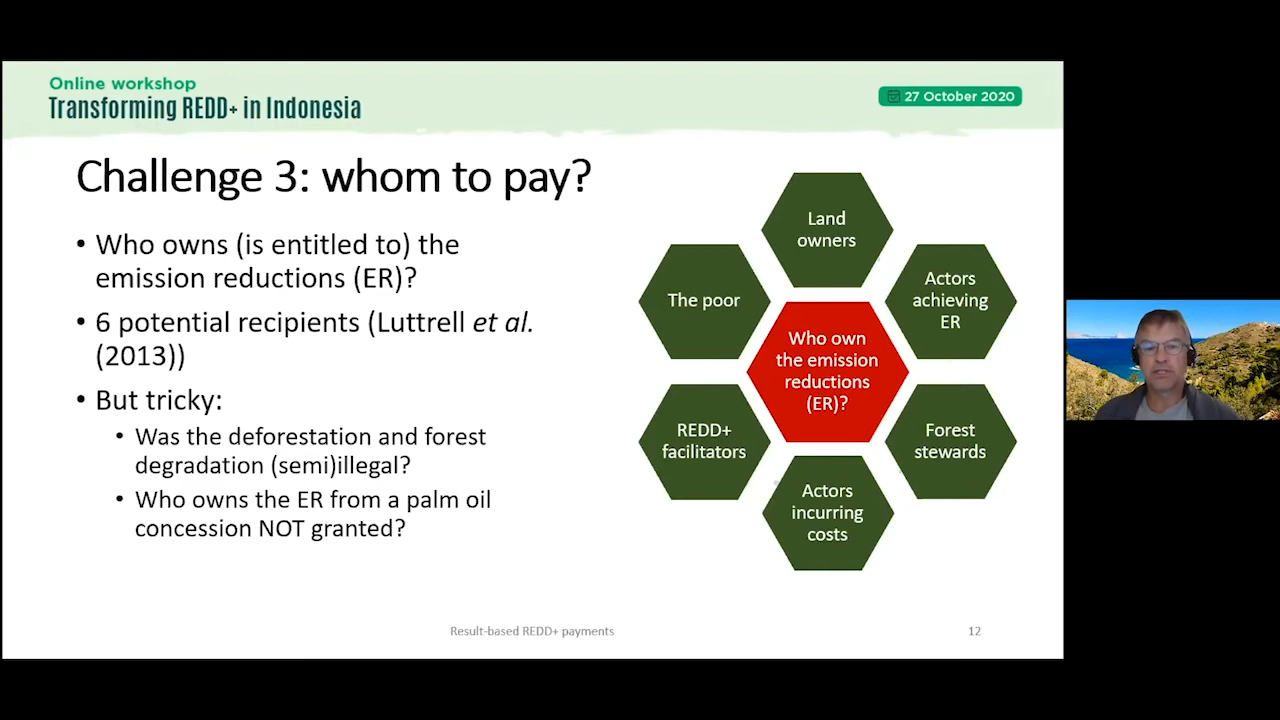 Online workshop
Transforming REDD+ in Indonesia
27 October 2020
Challenge 3: whom to pay?
• Who owns (is entitled to) the
emission reductions (ER)?
• 6 potential recipients (Luttrell et al.
(2013))
• But tricky:
• Was the deforestation and forest
degradation (semi)illegal?
• Who owns the ER from a palm oil
concession NOT granted?
Land
owners
Actors
achieving
ER
Forest
stewards
Actors
incurring
costs
REDD+
facilitators
The poor
Who own
the emission
reductions
(ER)?
Result-based REDD+ payments
12